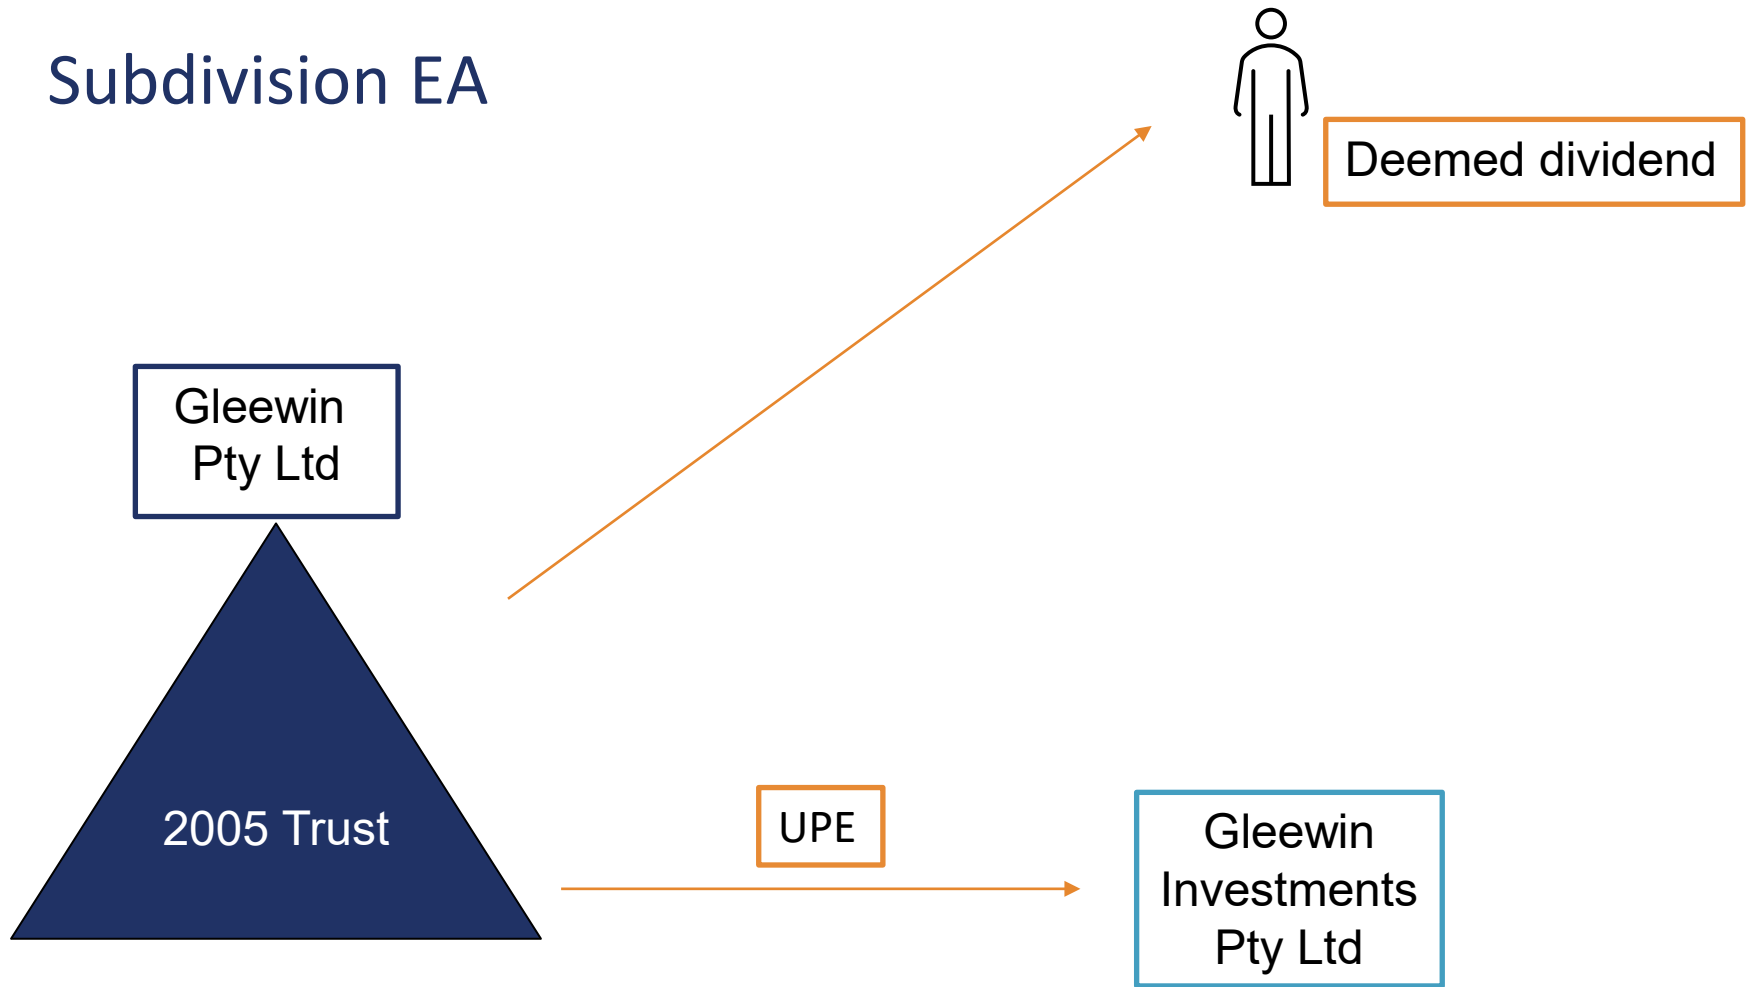 Subdivision EA
Deemed dividend
Gleewin
Pty Ltd
2005 Trust
UPE
Gleewin
Investments
Pty Ltd